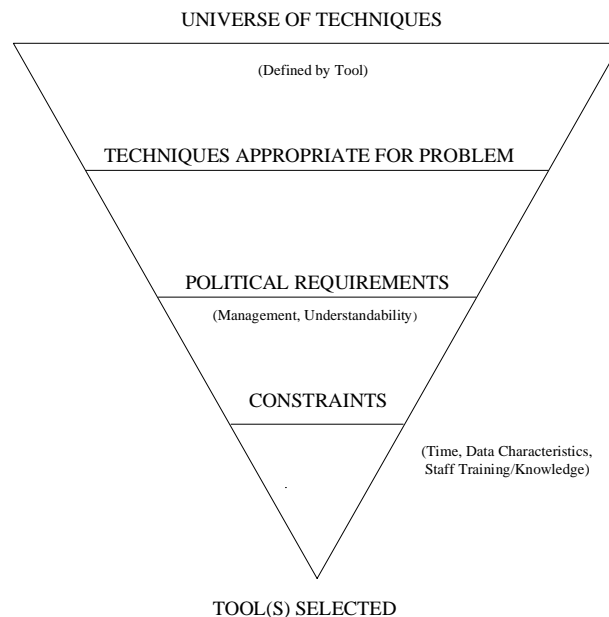 UNIVERSE OF TECHNIQUES
(Defined by Tool)
TECHNIQUES APPROPRIATE FOR PROBLEM
POLITICAL REQUIREMENTS
(Management, Understandability)
CONSTRAINTS
(Time, Data Characteristics,
Staff Training/Knowledge)
TOOL(S) SELECTED